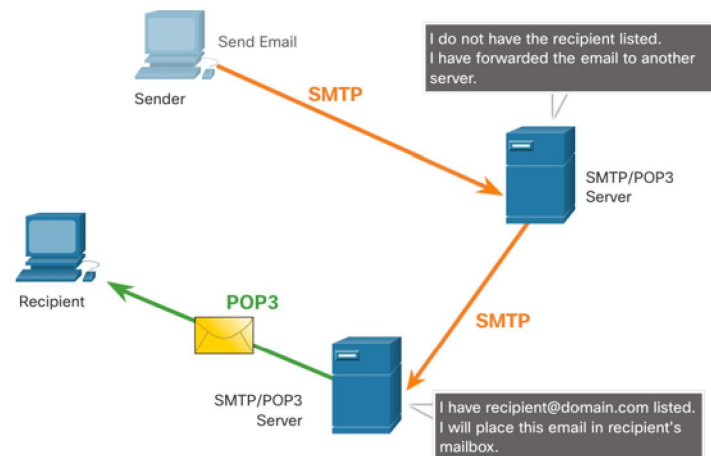 Send Email
Sender
SMTP
I do not have the recipient listed.
I have forwarded the email to another
server.
SMTP/POP3
Server
Recipient
POP3
SMTP
SMTP/POP3
Server
I have recipient@domain.com listed.
I will place this email in recipient's
mailbox.